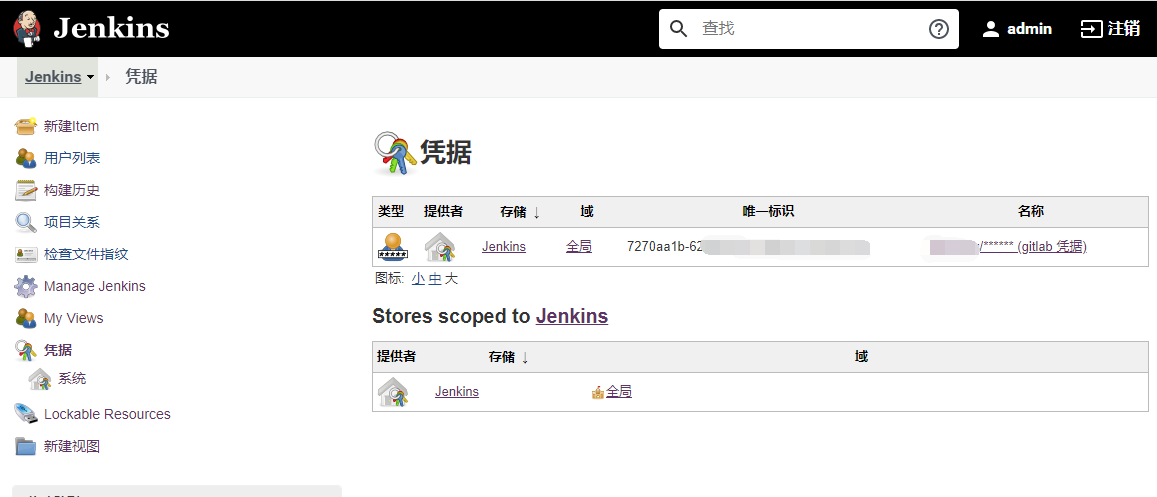 Jenkins
查找
admin
注销
Jenkins
凭据
新建Item
用户列表
构建历史
项目关系
检查文件指纹
Manage Jenkins
My Views
凭据
系统
Lockable Resources
新建视图
凭据
类型 提供者 存储 ↓ 域 唯一标识 名称
Jenkins 全局 7270aa1b-62 /****** (gitlab 凭据)
图标: 小 中 大
Stores scoped to Jenkins
提供者 存储 ↓ 域
Jenkins 全局